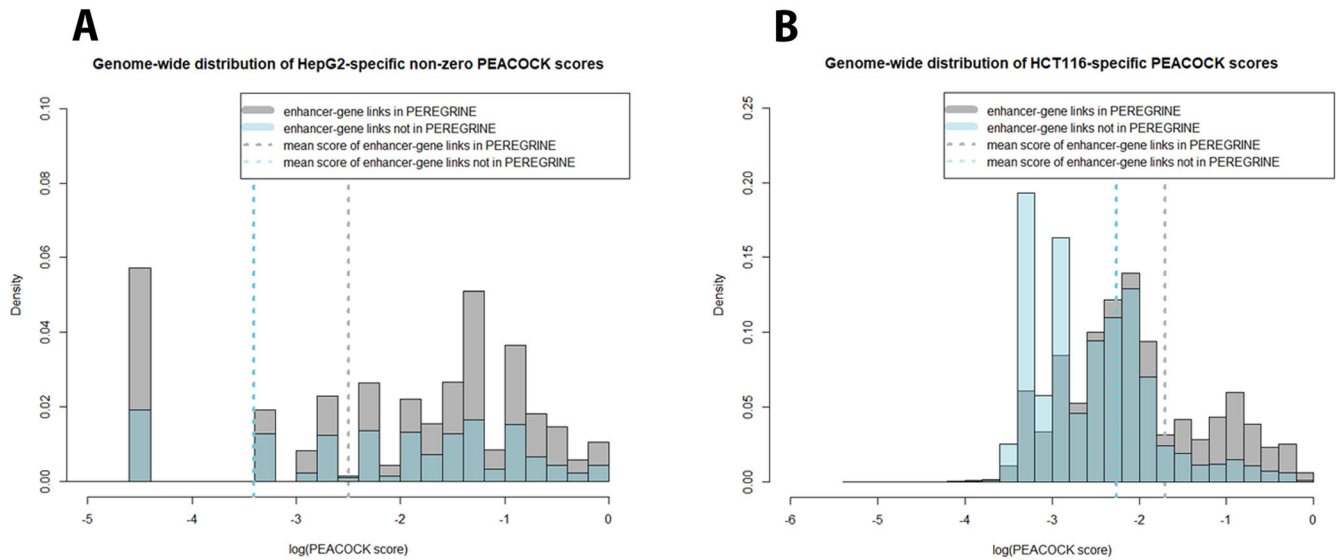 A
Genome-wide distribution of HepG2-specific non-zero PEACOCK scores
enhancer-gene links in PEREGRINE
enhancer-gene links not in PEREGRINE
mean score of enhancer-gene links in PEREGRINE
mean score of enhancer-gene links not in PEREGRINE
Density
0.10
0.08
0.06
0.04
0.02
0.00
-5
-4
-3
-2
-1
0
log(PEACOCK score)
B
Genome-wide distribution of HCT116-specific PEACOCK scores
enhancer-gene links in PEREGRINE
enhancer-gene links not in PEREGRINE
mean score of enhancer-gene links in PEREGRINE
mean score of enhancer-gene links not in PEREGRINE
Density
0.25
0.20
0.15
0.10
0.05
0.00
-6
-5
-4
-3
-2
-1
0
log(PEACOCK score)